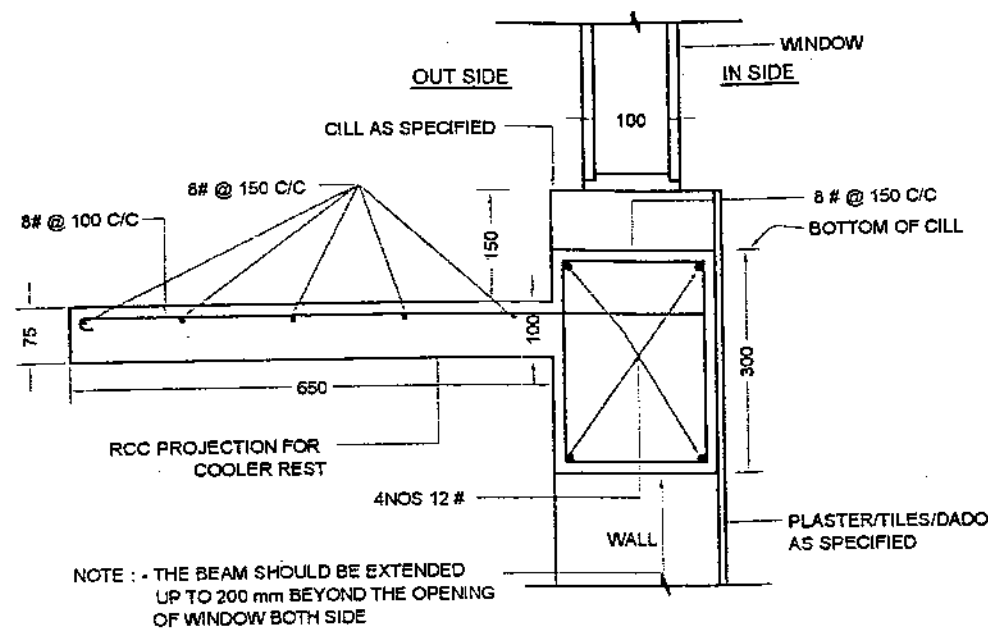 WINDOW
OUT SIDE
IN SIDE
100
CILL AS SPECIFIED
8# @ 150 C/C
8 # @ 150 C/C
8# @ 100 C/C
BOTTOM OF CILL
150
75
100
300
650
RCC PROJECTION FOR
COOLER REST
4NOS 12 #
PLASTER/TILES/DADO
AS SPECIFIED
WALL
NOTE : - THE BEAM SHOULD BE EXTENDED
UP TO 200 mm BEYOND THE OPENING
OF WINDOW BOTH SIDE